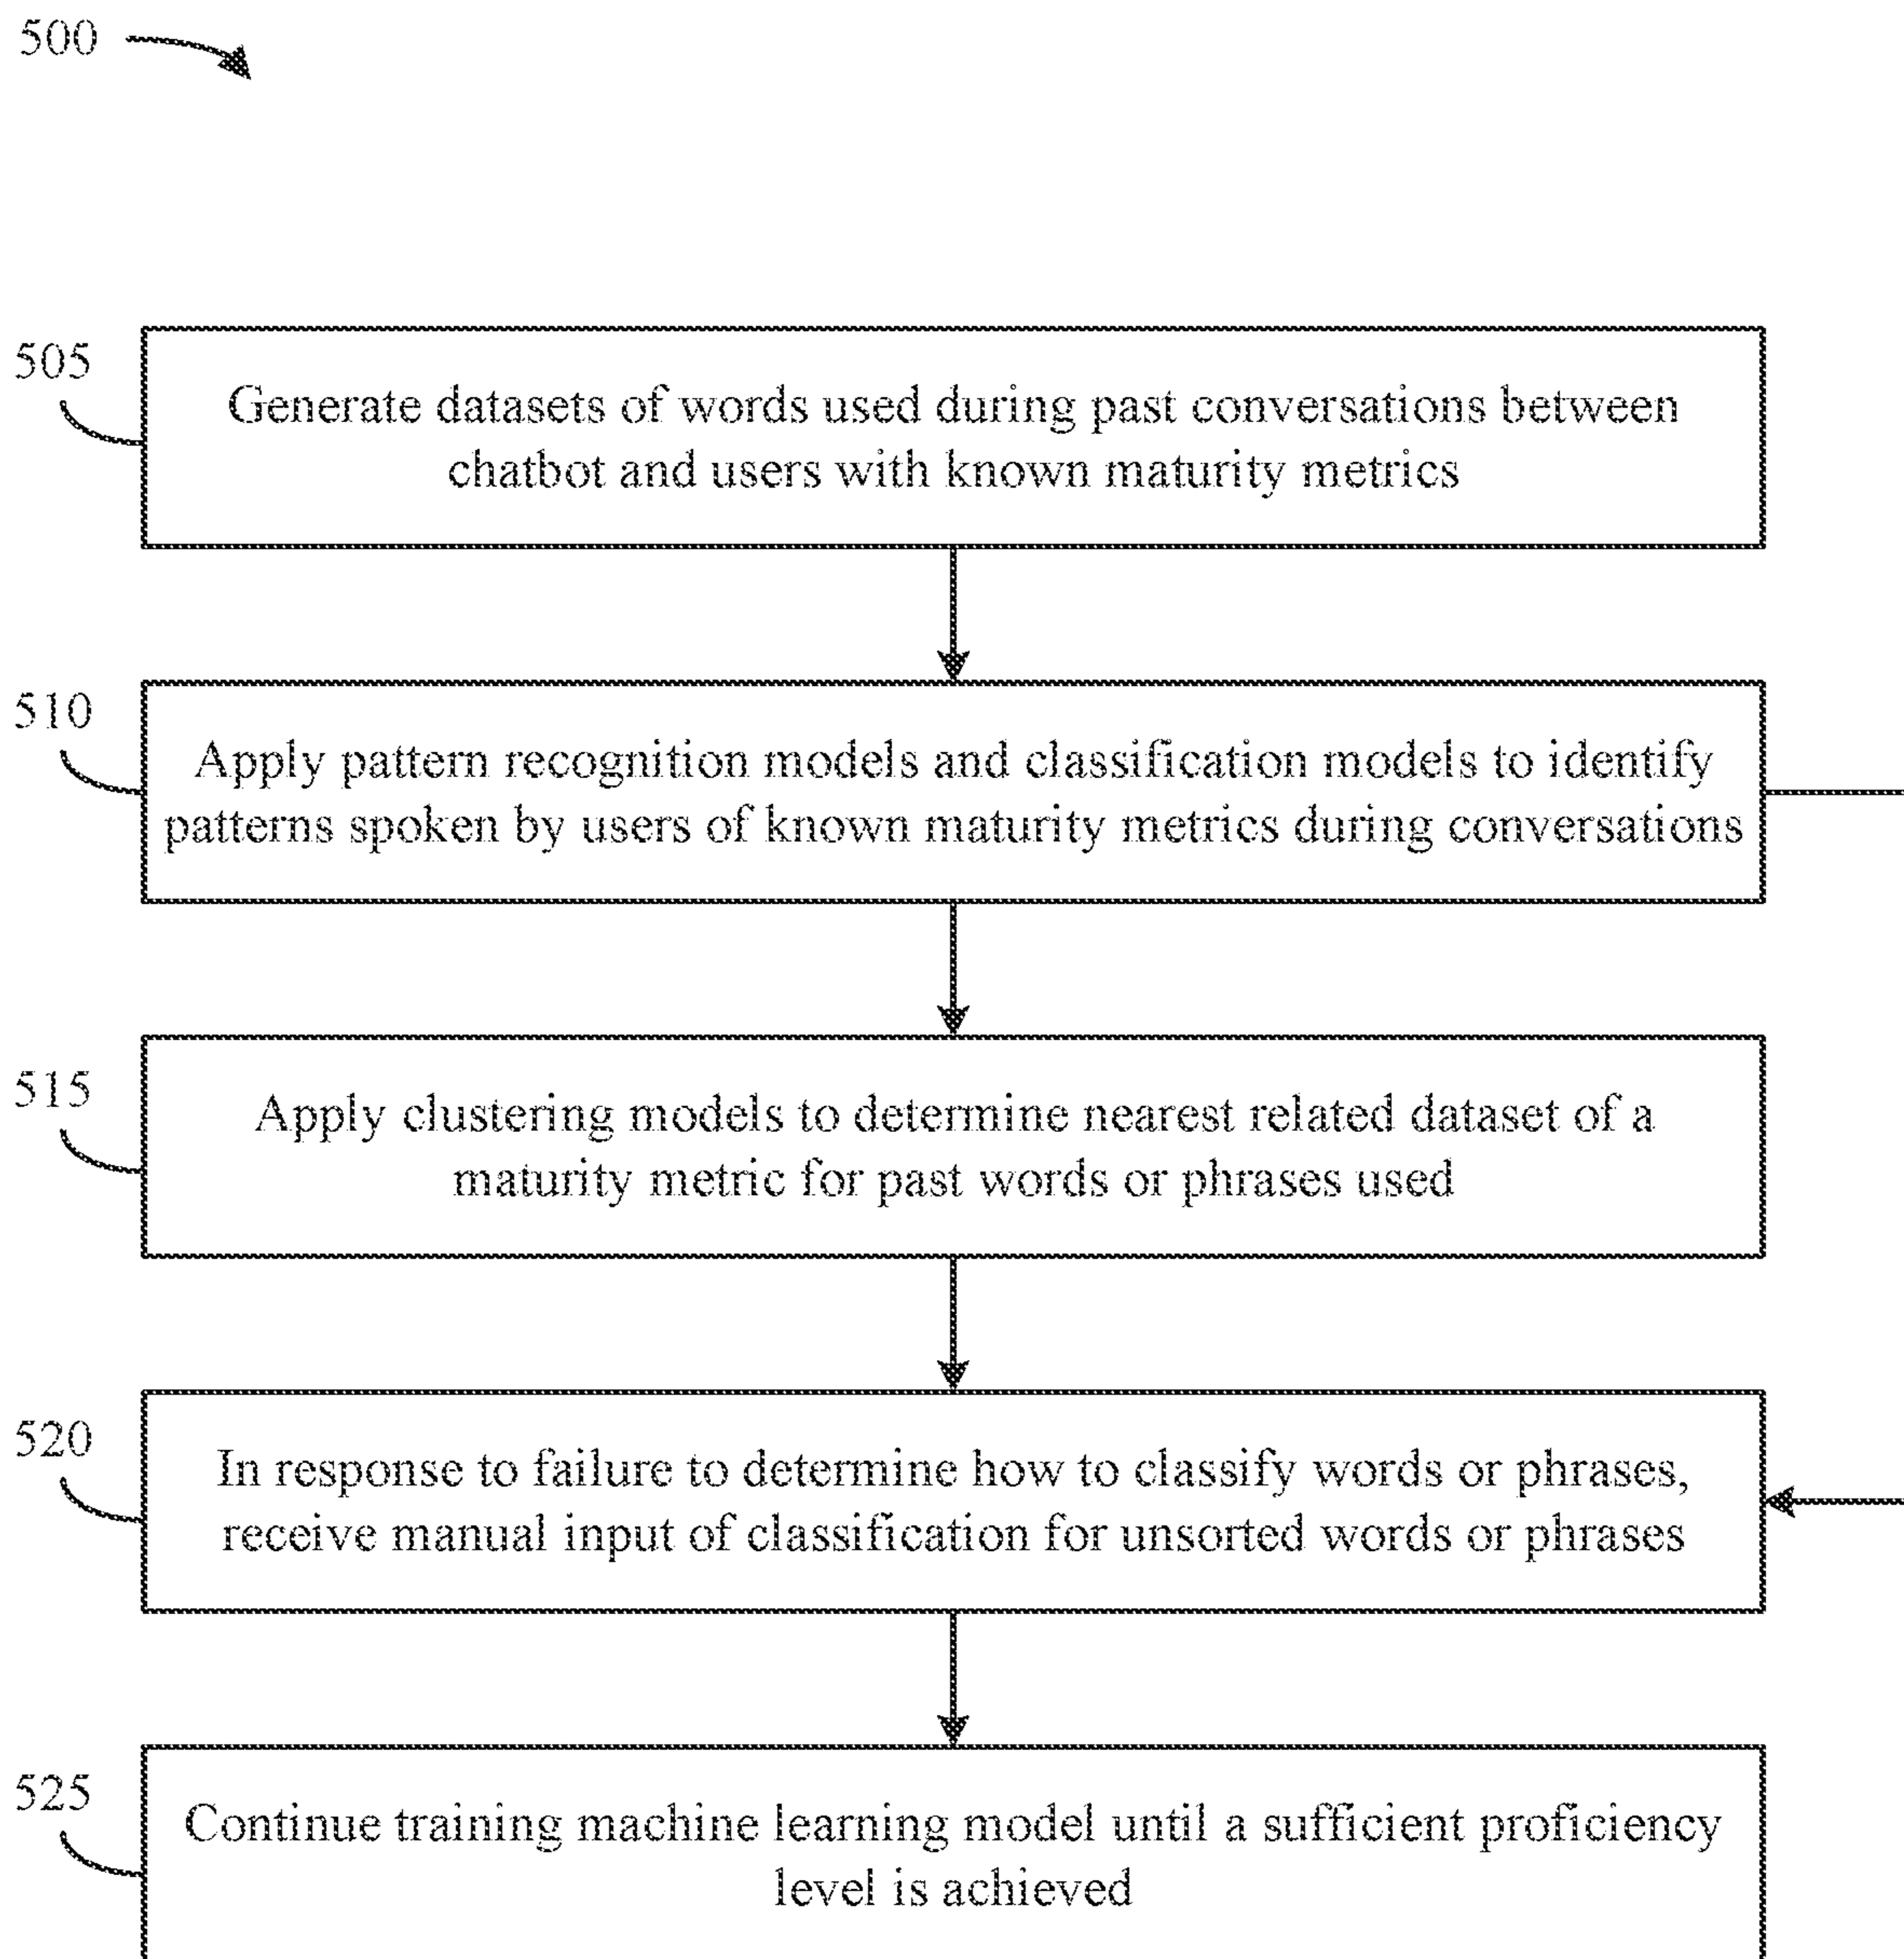 500
505
Generate datasets of words used during past conversations between
chatbot and users with known maturity metrics
510
Apply pattern recognition models and classification models to identify
patterns spoken by users of known maturity metrics during conversations
515
Apply clustering models to determine nearest related dataset of a
maturity metric for past words or phrases used
520
In response to failure to determine how to classify words or phrases,
receive manual input of classification for unsorted words or phrases
525
Continue training machine learning model until a sufficient proficiency
level is achieved